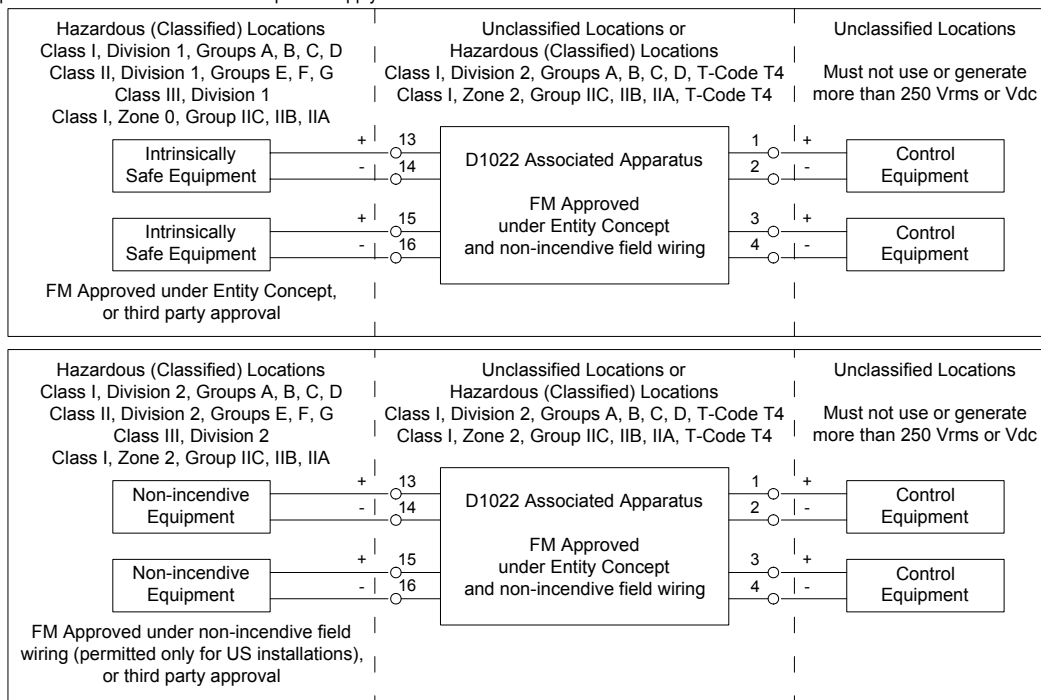 Hazardous (Classified) Locations
Class I, Division 1, Groups A, B, C, D
Class II, Division 1, Groups E, F, G
Class III, Division 1
Class I, Zone 0, Group IIC, IIB, IIA
Unclassified Locations or
Hazardous (Classified) Locations
Class I, Division 2, Groups A, B, C, D, T-Code T4
Class I, Zone 2, Group IIC, IIB, IIA, T-Code T4
Unclassified Locations
Must not use or generate
more than 250 Vrms or Vdc
Intrinsically
Safe Equipment
+ 13
- 14
Intrinsically
Safe Equipment
+ 15
- 16
FM Approved under Entity Concept,
or third party approval
D1022 Associated Apparatus
FM Approved
under Entity Concept
and non-incendive field wiring
1 +
2 -
Control
Equipment
3 +
4 -
Control
Equipment
Hazardous (Classified) Locations
Class I, Division 2, Groups A, B, C, D
Class II, Division 2, Groups E, F, G
Class III, Division 2
Class I, Zone 2, Group IIC, IIB, IIA
Unclassified Locations or
Hazardous (Classified) Locations
Class I, Division 2, Groups A, B, C, D, T-Code T4
Class I, Zone 2, Group IIC, IIB, IIA, T-Code T4
Unclassified Locations
Must not use or generate
more than 250 Vrms or Vdc
Non-incendive
Equipment
+ 13
- 14
Non-incendive
Equipment
+ 15
- 16
FM Approved under non-incendive field
wiring (permitted only for US installations),
or third party approval
D1022 Associated Apparatus
FM Approved
under Entity Concept
and non-incendive field wiring
1 +
2 -
Control
Equipment
3 +
4 -
Control
Equipment